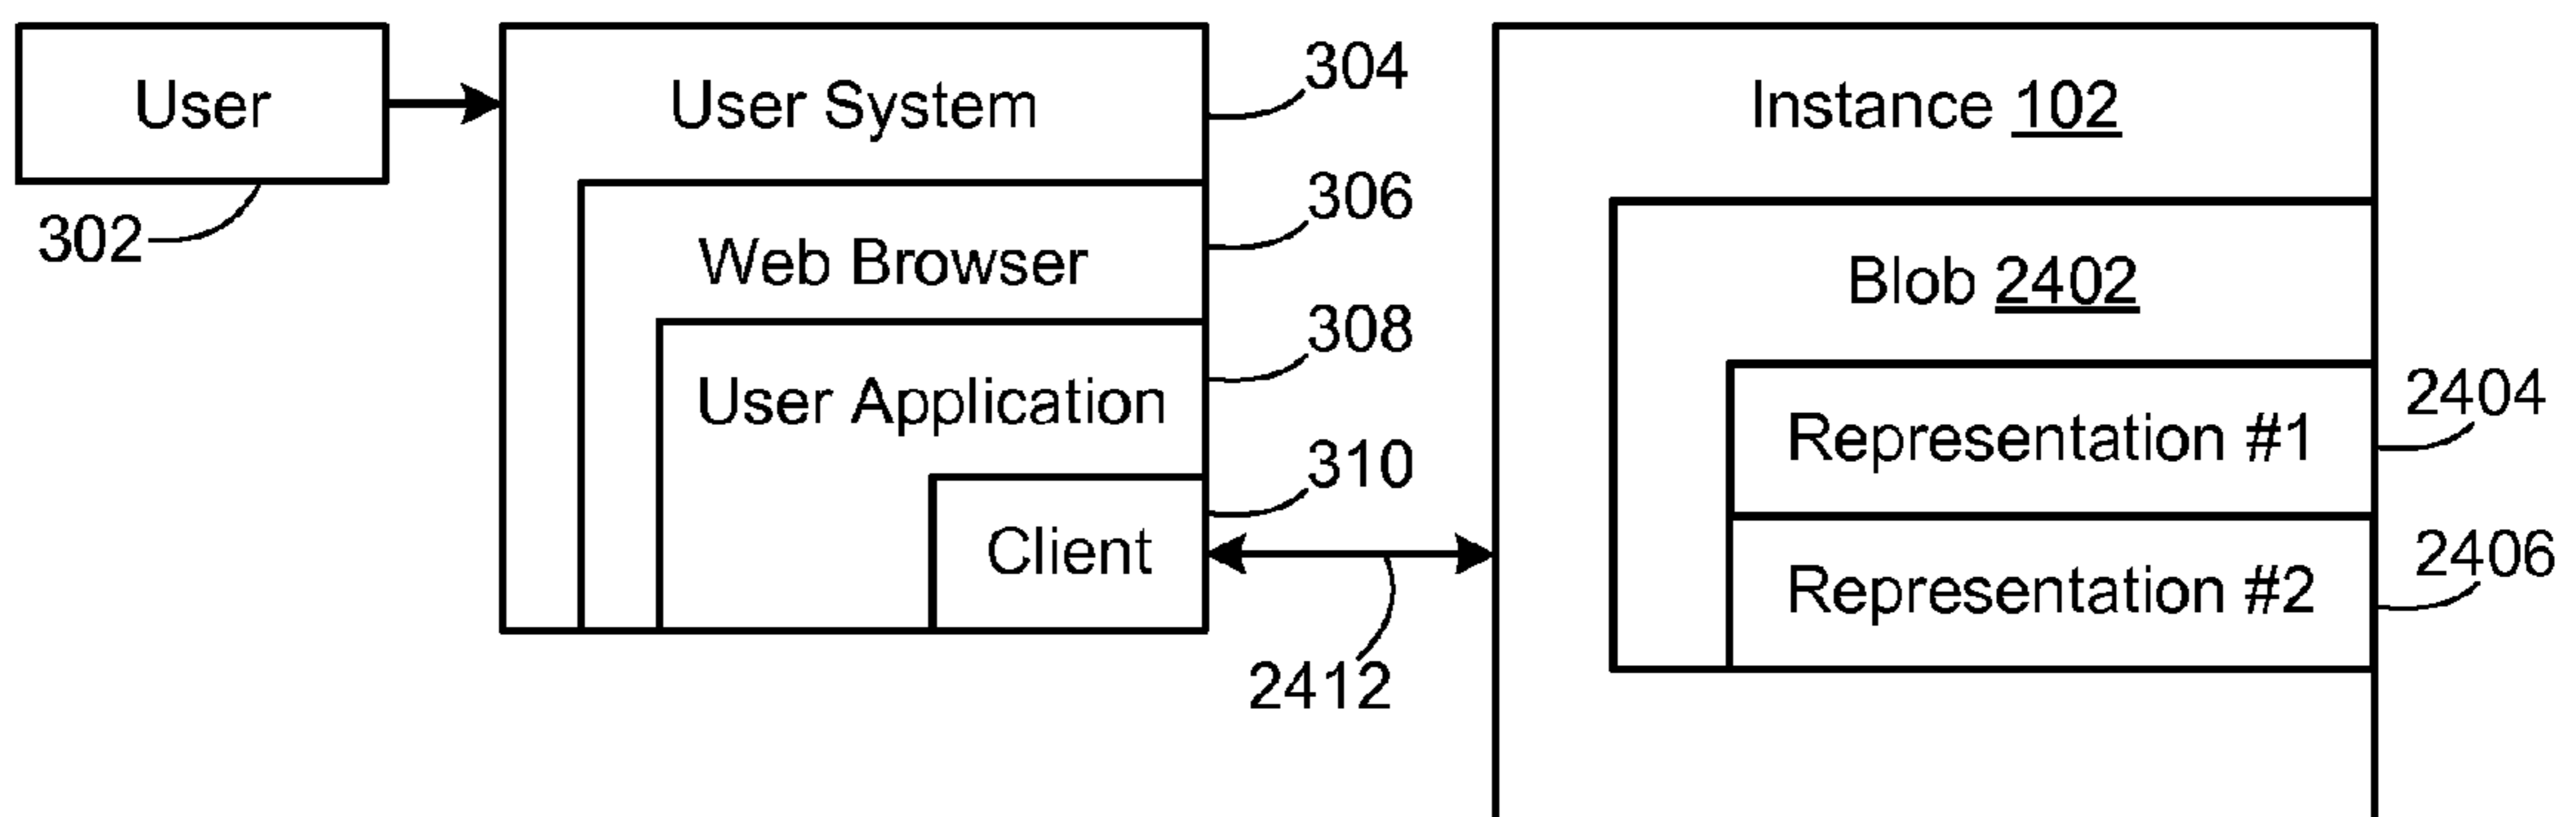 User
302
User System
304
Web Browser
306
User Application
308
Client
310
2412
Instance 102
Blob 2402
Representation #1
2404
Representation #2
2406